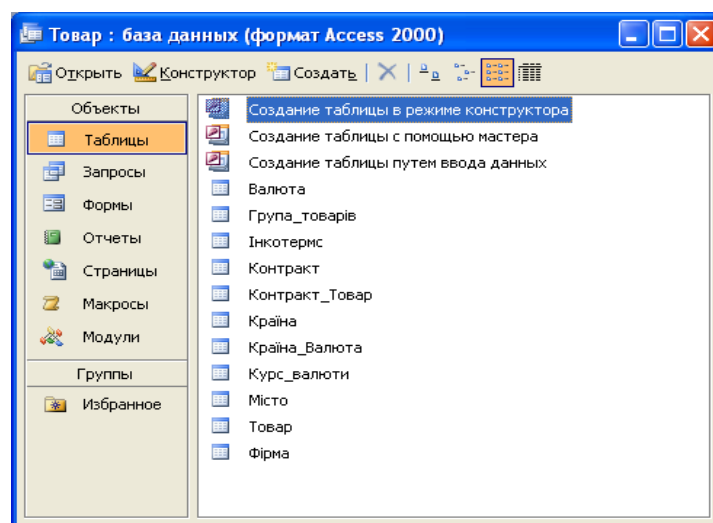 Товар : база данных (формат Access 2000)
Открыть Конструктор Создать
Объекты
Таблицы
Запросы
Формы
Отчеты
Страницы
Макросы
Модули
Группы
Избранное
Создание таблицы в режиме конструктора
Создание таблицы с помощью мастера
Создание таблицы путем ввода данных
Валюта
Група_товарів
Інкотермс
Контракт
Контракт_Товар
Країна
Країна_Валюта
Курс_валюти
Місто
Товар
Фірма